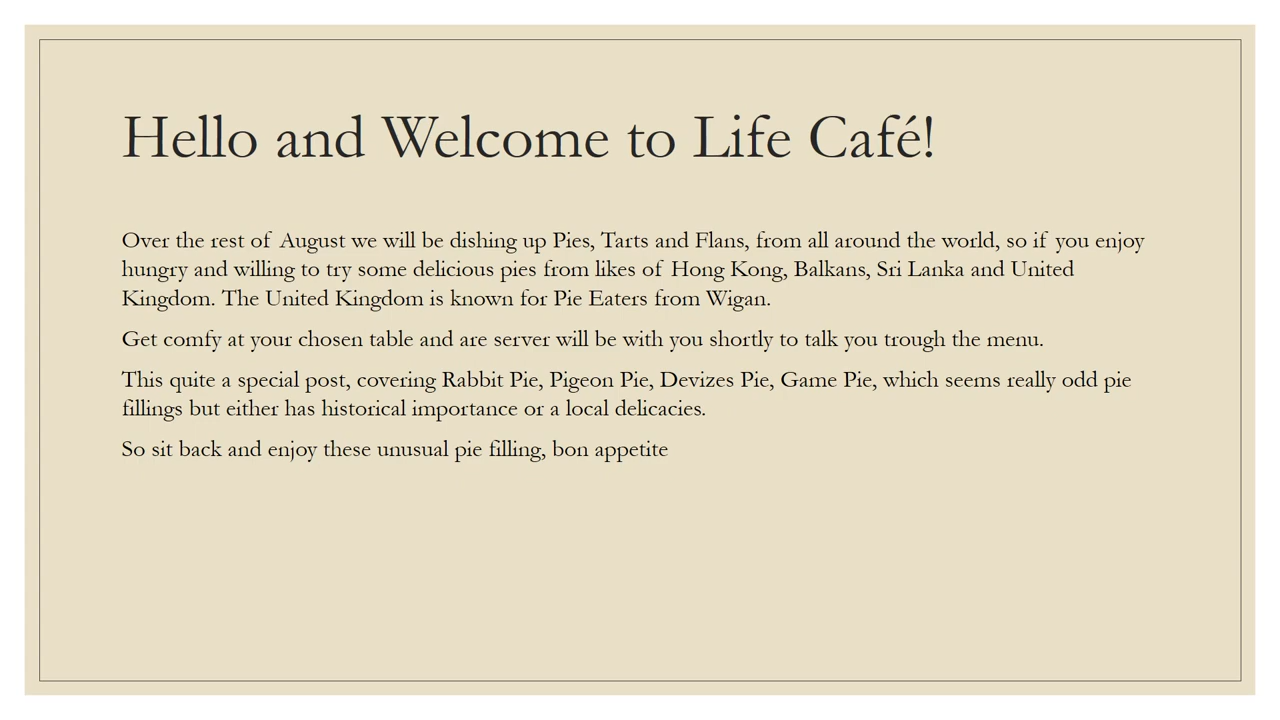 Hello and Welcome to Life Café!
Over the rest of August we will be dishing up Pies, Tarts and Flans, from all around the world, so if you enjoy
hungry and willing to try some delicious pies from likes of Hong Kong, Balkans, Sri Lanka and United
Kingdom. The United Kingdom is known for Pie Eaters from Wigan.
Get comfy at your chosen table and are server will be with you shortly to talk you trough the menu.
This quite a special post, covering Rabbit Pie, Pigeon Pie, Devizes Pie, Game Pie, which seems really odd pie
fillings but either has historical importance or a local delicacies.
So sit back and enjoy these unusual pie filling, bon appetite